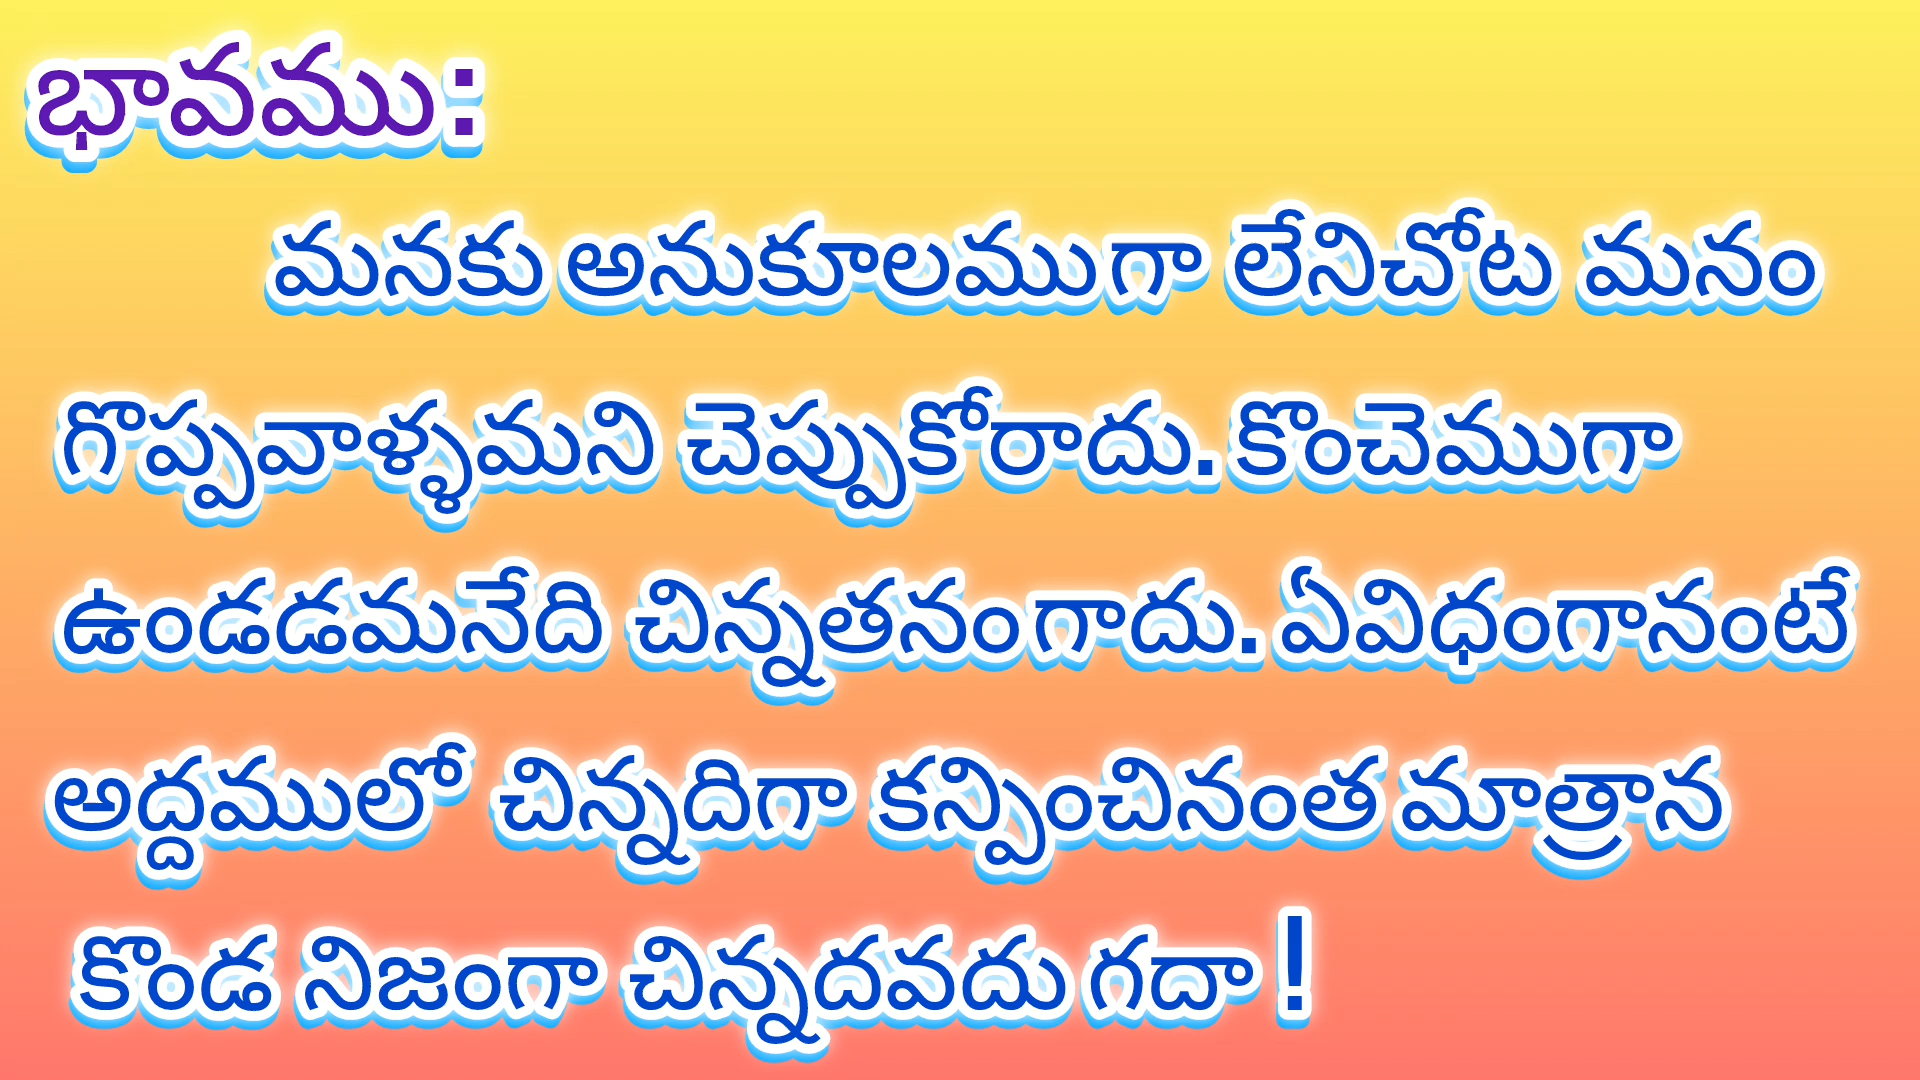 భావము:
మనకు అనుకూలముగా లేనిచోట మనం
గొప్పవాళ్ళమని చెప్పుకోరాదు. కొంచెముగా
ఉండడమనేది చిన్నతనంగాదు. ఏవిధంగానంటే
అద్దములో చిన్నదిగా కన్పించినంత మాత్రాన
కొండ నిజంగా చిన్నదవదు గదా !